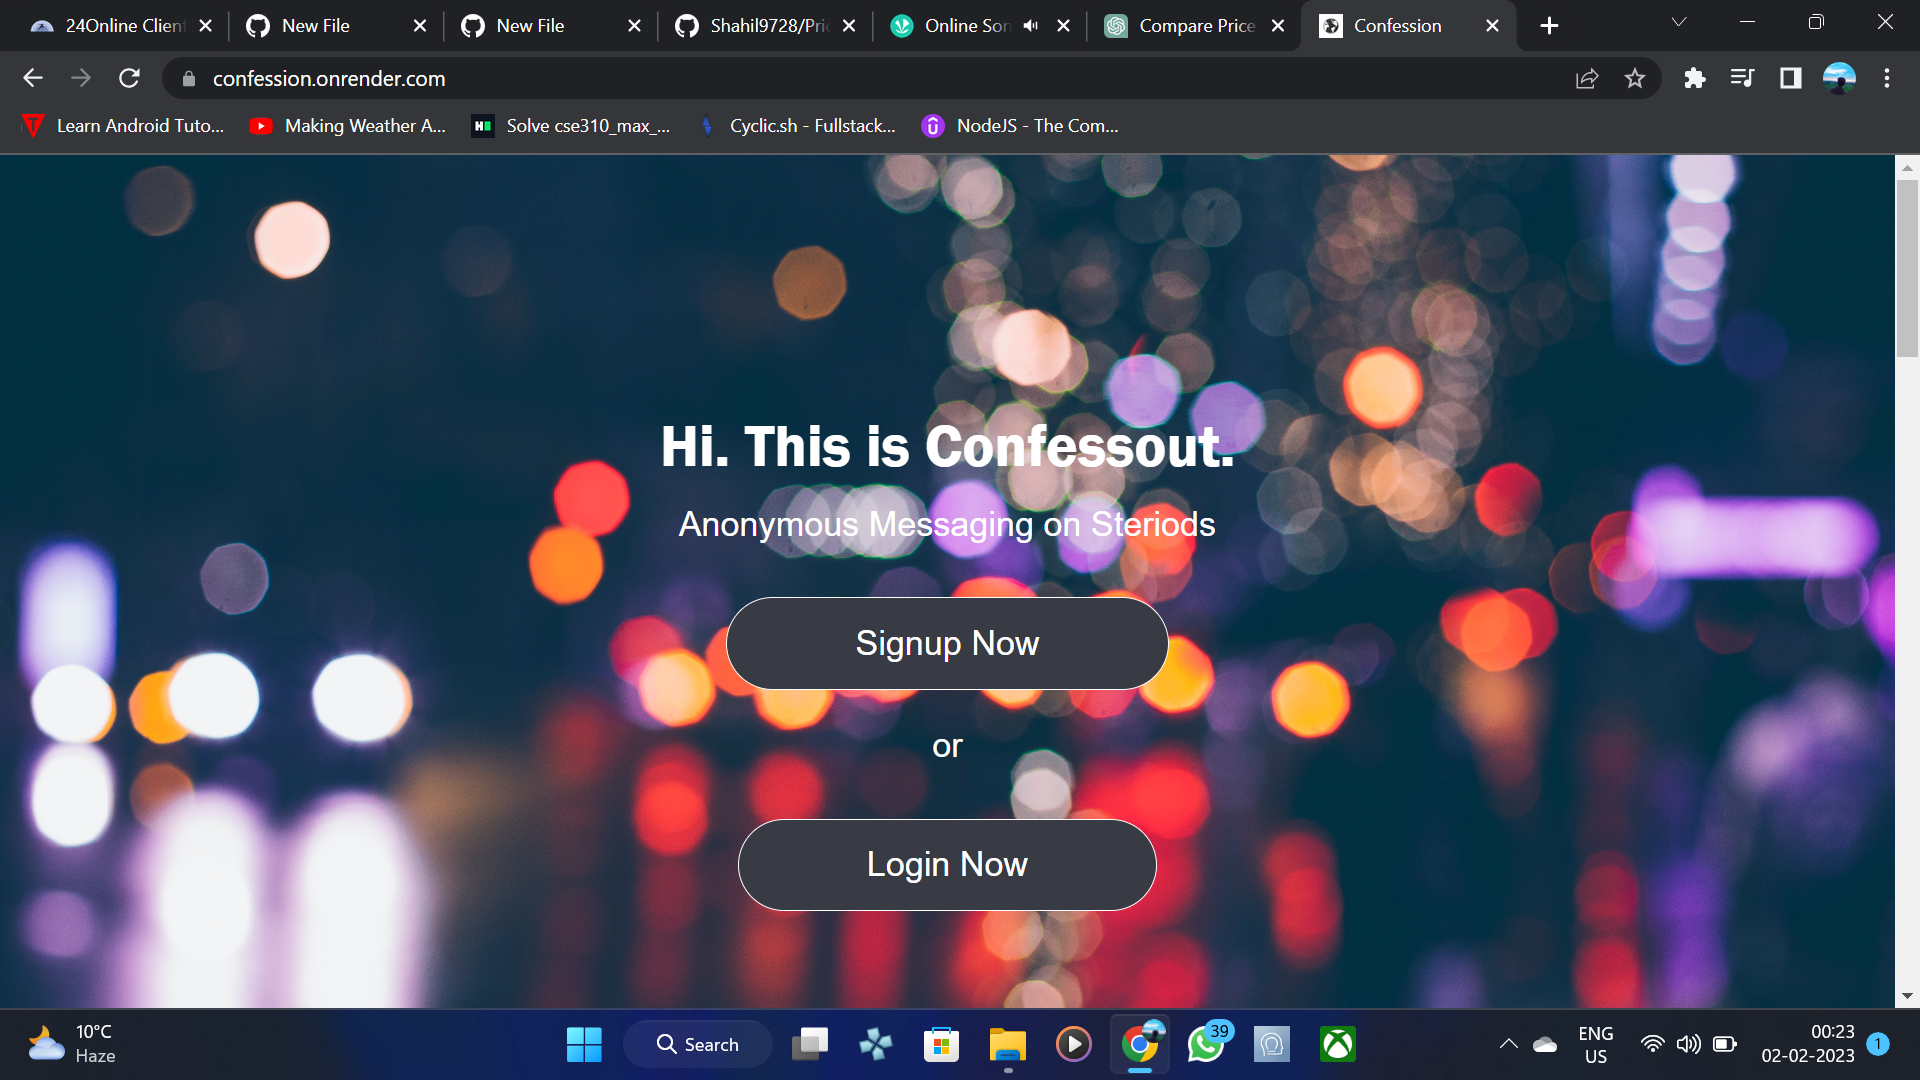 24Online Clien
New File
New File
Shahil9728/Pri
Online Son
Compare Price
Confession
confession.onrender.com
Learn Android Tuto...
Making Weather A...
Solve cse310_max_...
Cyclic.sh - Fullstack...
NodeJS - The Com...
Hi. This is Confessout.
Anonymous Messaging on Steriods
Signup Now
or
Login Now
10°C
Haze
Search
39
ENG
US
00:23
02-02-2023
1